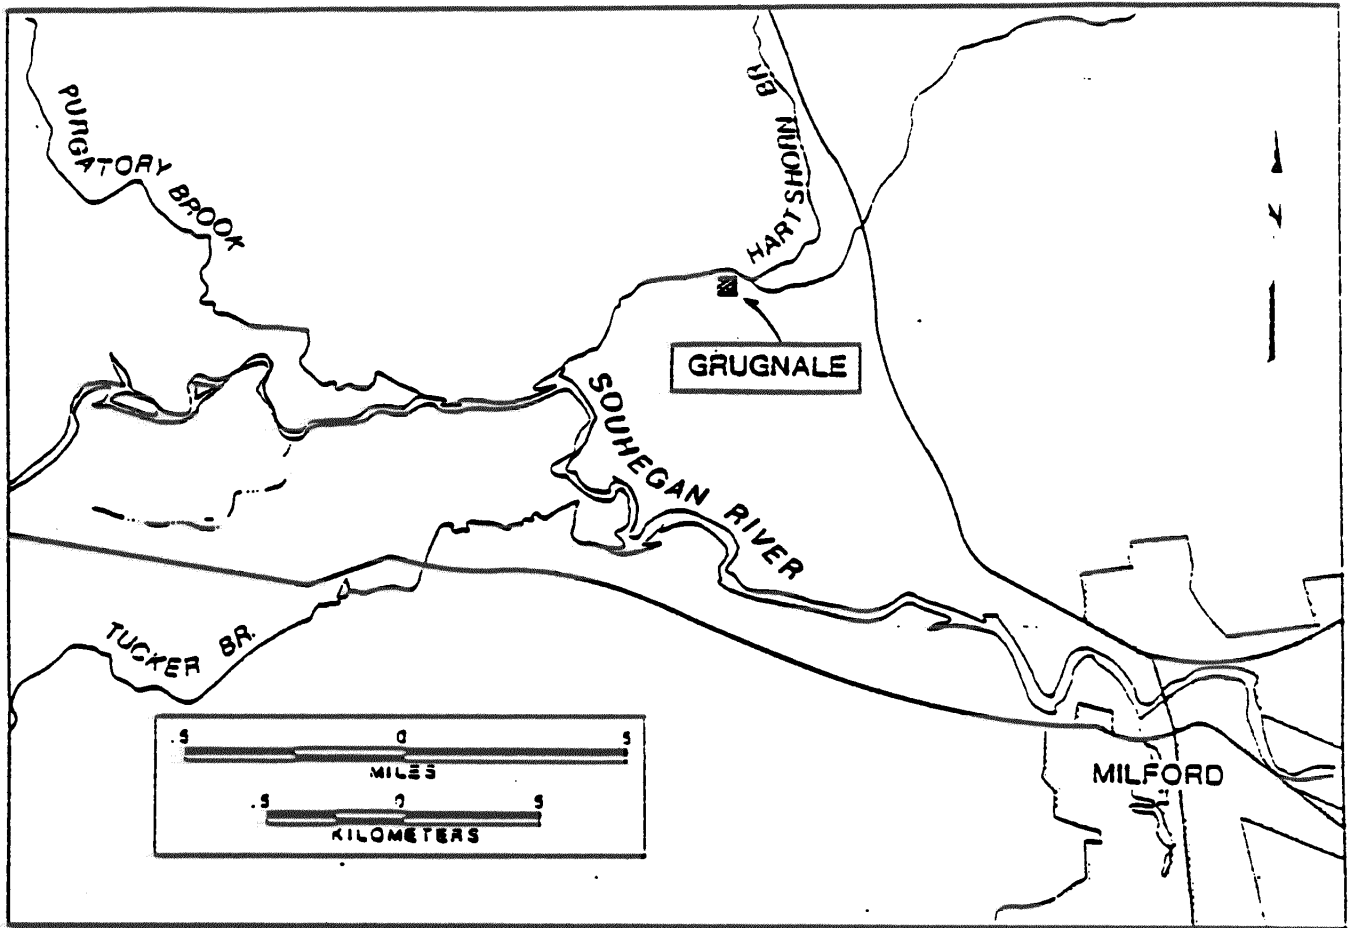 PURGATORY BROOK
HARTSHORN BR
GRUGNALE
SOUHEGAN RIVER
TUCKER BR.
.5 0 5
MILES
.5 0 5
KILOMETERS
MILFORD